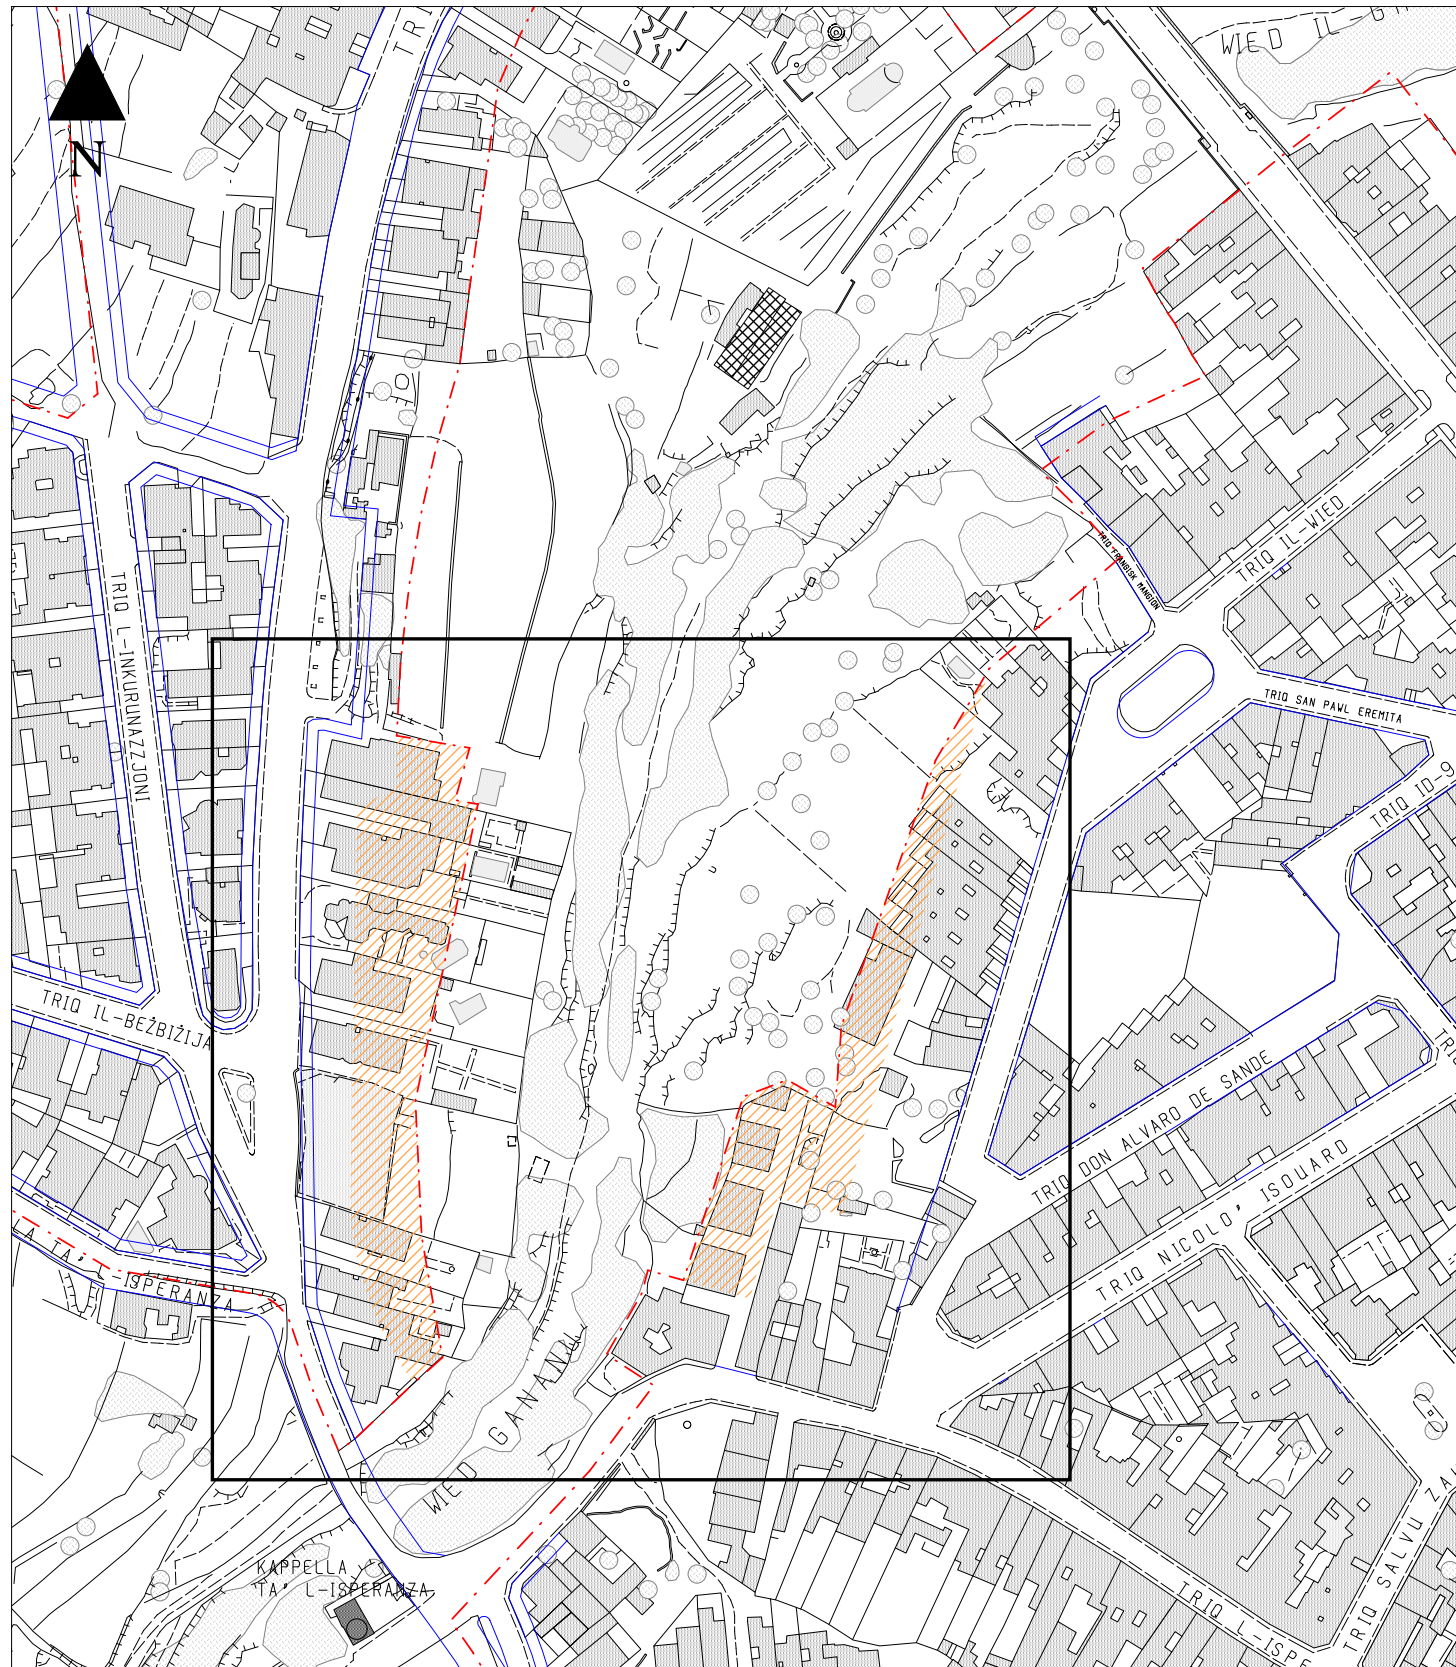 WIED IL-
N
TRIQ IL-WIED
TRIQ FRANĠISK MANGION
TRIQ L-INKURUNAZZJONI
TRIQ SAN PAWL EREMITA
TRIQ ID-9
TRIQ IL-BEŻBIŻIJA
TRIQ DON ALVARO DE SANDE
TRIQ NICOLO' ISOUARD
TA' L-ISPERANZA
WIED GANANU
KAPPELLA
TA' L-ISPERANZA
TRIQ L-ISPE
TRIQ SALVU ZA